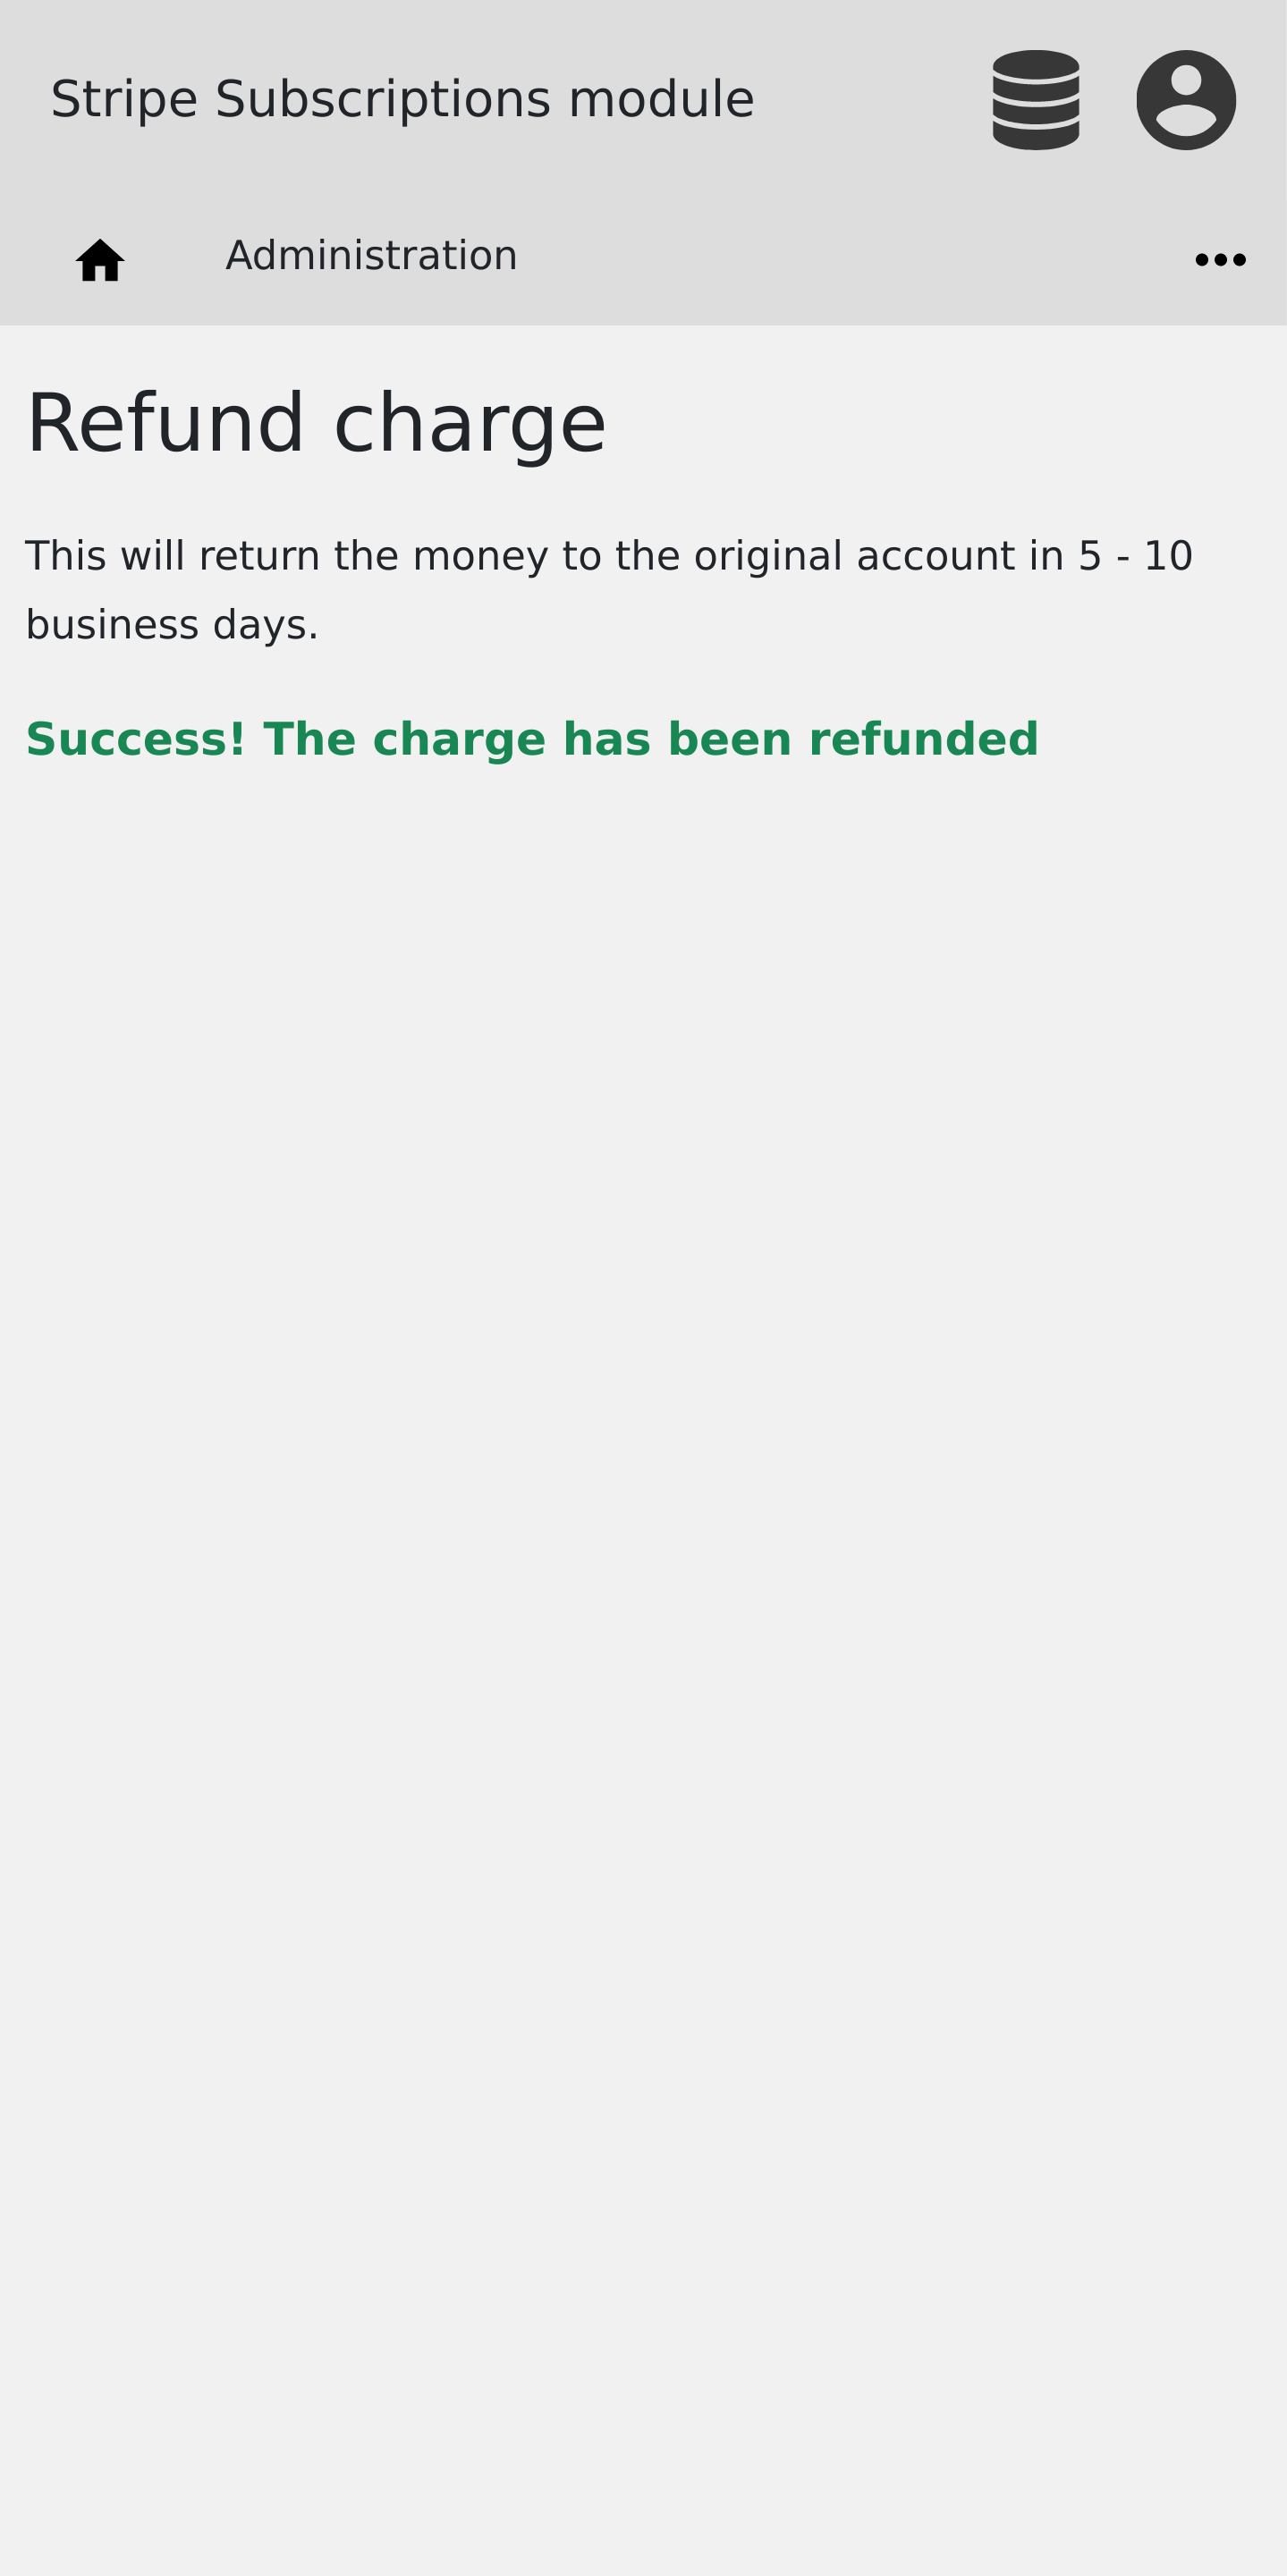 Stripe Subscriptions module
Administration
Refund charge
This will return the money to the original account in 5 - 10
business days.
Success! The charge has been refunded